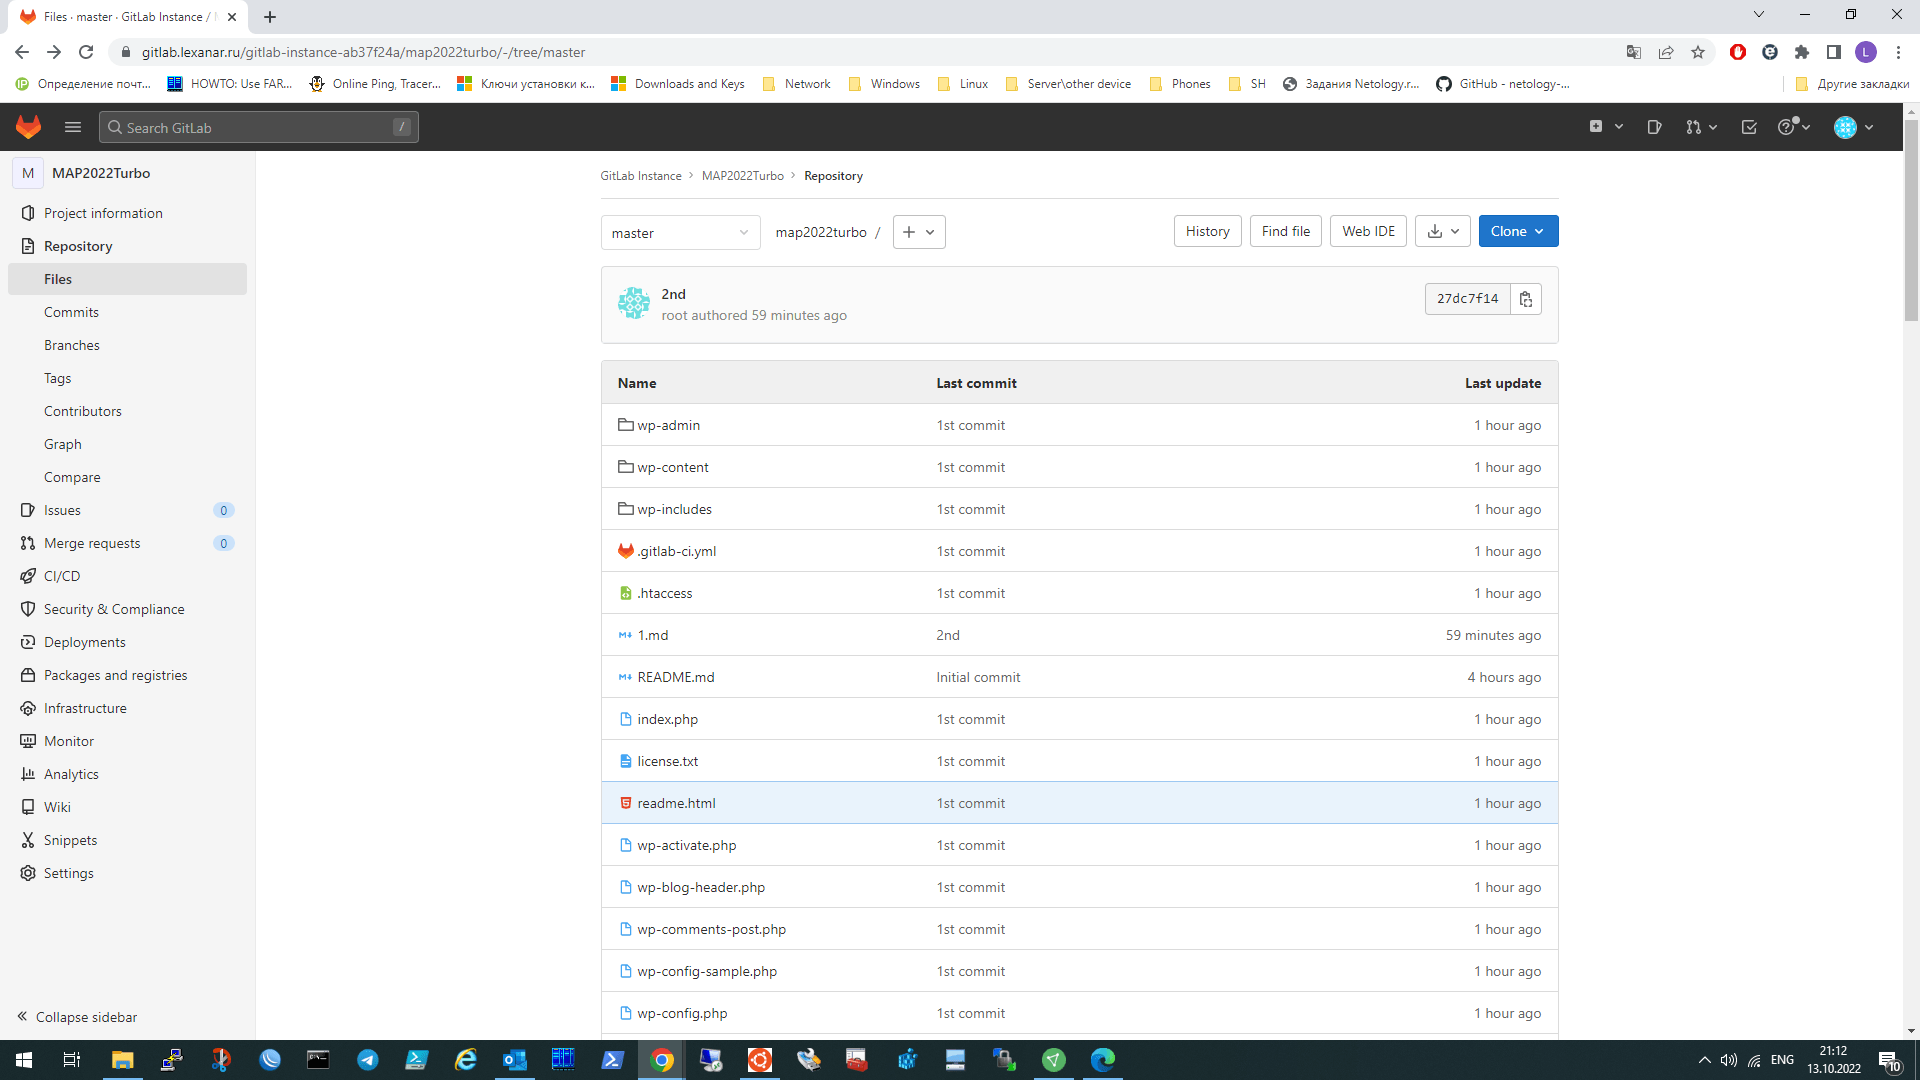 Files · master · GitLab Instance /
gitlab.lexanar.ru/gitlab-instance-ab37f24a/map2022turbo/-/tree/master
L
Определение почт...
HOWTO: Use FAR...
Online Ping, Tracer...
Ключи установки к...
Downloads and Keys
Network
Windows
Linux
Server\other device
Phones
SH
Задания Netology.r...
GitHub - netology-...
Другие закладки
Search GitLab
/
M
MAP2022Turbo
Project information
Repository
Files
Commits
Branches
Tags
Contributors
Graph
Compare
Issues 0
Merge requests 0
CI/CD
Security & Compliance
Deployments
Packages and registries
Infrastructure
Monitor
Analytics
Wiki
Snippets
Settings
Collapse sidebar
GitLab Instance > MAP2022Turbo > Repository
master
map2022turbo /
History
Find file
Web IDE
Clone
2nd
root authored 59 minutes ago
27dc7f14
Name Last commit Last update
wp-admin 1st commit 1 hour ago
wp-content 1st commit 1 hour ago
wp-includes 1st commit 1 hour ago
.gitlab-ci.yml 1st commit 1 hour ago
.htaccess 1st commit 1 hour ago
1.md 2nd 59 minutes ago
README.md Initial commit 4 hours ago
index.php 1st commit 1 hour ago
license.txt 1st commit 1 hour ago
readme.html 1st commit 1 hour ago
wp-activate.php 1st commit 1 hour ago
wp-blog-header.php 1st commit 1 hour ago
wp-comments-post.php 1st commit 1 hour ago
wp-config-sample.php 1st commit 1 hour ago
wp-config.php 1st commit 1 hour ago
ENG
21:12
13.10.2022
10